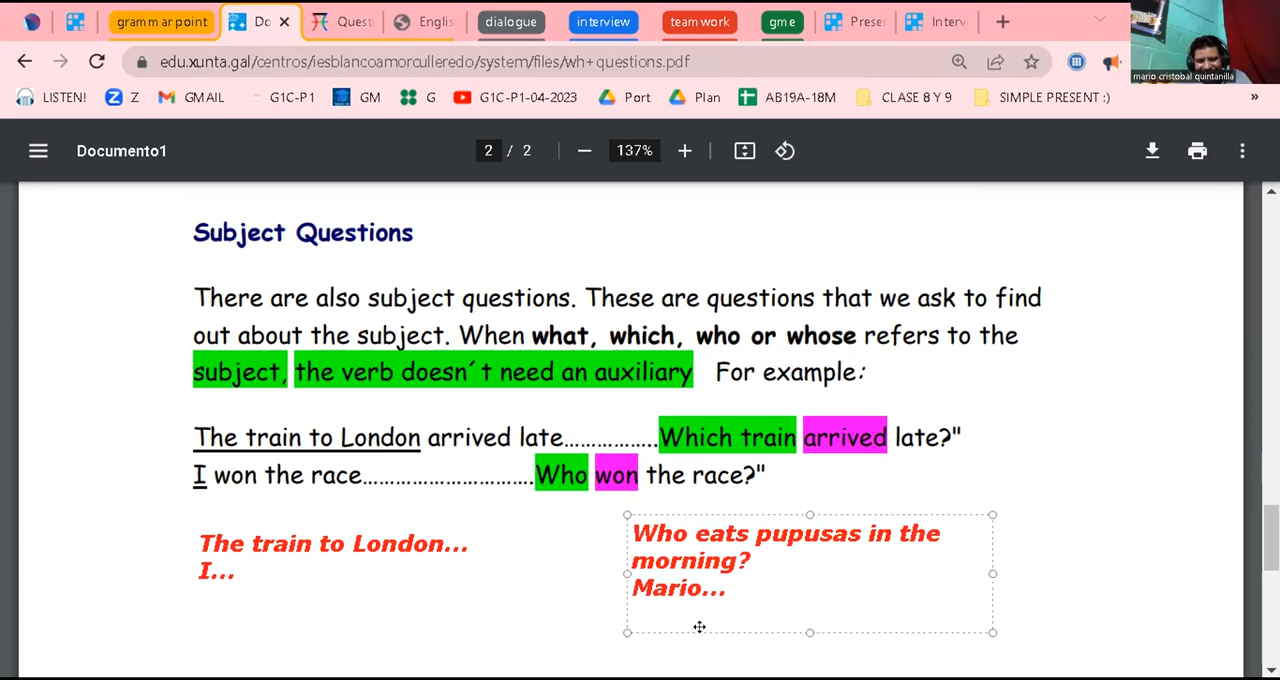 grammar point
Do
Questi
Englis
dialogue
interview
team work
gme
Preser
Interv
edu.xunta.gal/centros/iesblancoamorculleredo/system/files/wh+questions.pdf
mario cristobal quintanilla
LISTEN!
Z
GMAIL
G1C-P1
GM
G
G1C-P1-04-2023
Port
Plan
AB19A-18M
CLASE 8 Y 9
SIMPLE PRESENT :)
»
Documento1
2 / 2
137%
Subject Questions
There are also subject questions. These are questions that we ask to find
out about the subject. When what, which, who or whose refers to the
subject, the verb doesn´t need an auxiliary For example:
The train to London arrived late……………..Which train arrived late?"
I won the race………………………….Who won the race?"
The train to London...
I...
Who eats pupusas in the
morning?
Mario...